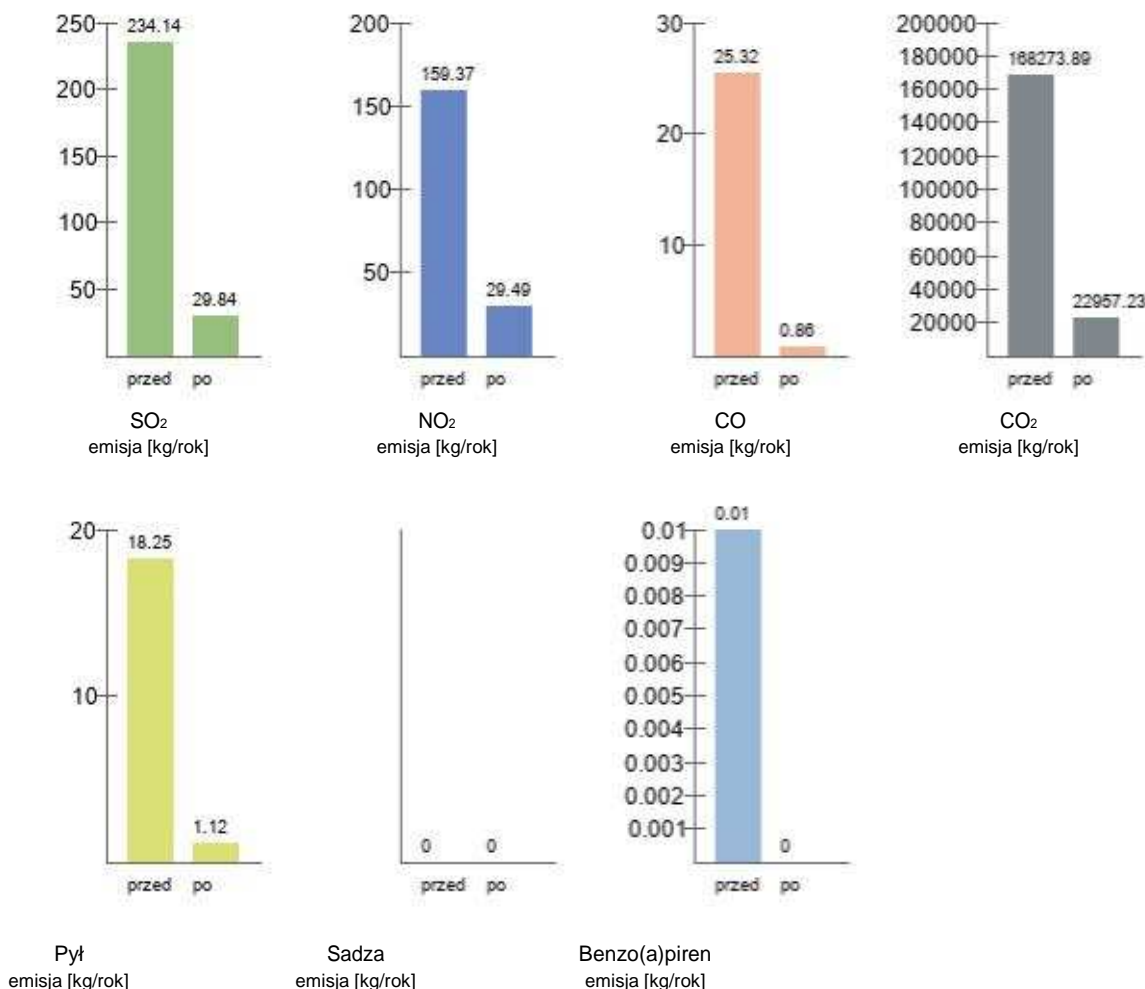 250
200
150
100
50
234.14
29.84
przed po
SO₂
emisja [kg/rok]
200
150
100
50
159.37
29.49
przed po
NO₂
emisja [kg/rok]
30
20
10
25.32
0.86
przed po
CO
emisja [kg/rok]
200000
180000
160000
140000
120000
100000
80000
60000
40000
20000
168273.89
22957.23
przed po
CO₂
emisja [kg/rok]
20
10
18.25
1.12
przed po
Pył
emisja [kg/rok]
0 0
przed po
Sadza
emisja [kg/rok]
0.01
0.009
0.008
0.007
0.006
0.005
0.004
0.003
0.002
0.001
0.01
0
przed po
Benzo(a)piren
emisja [kg/rok]